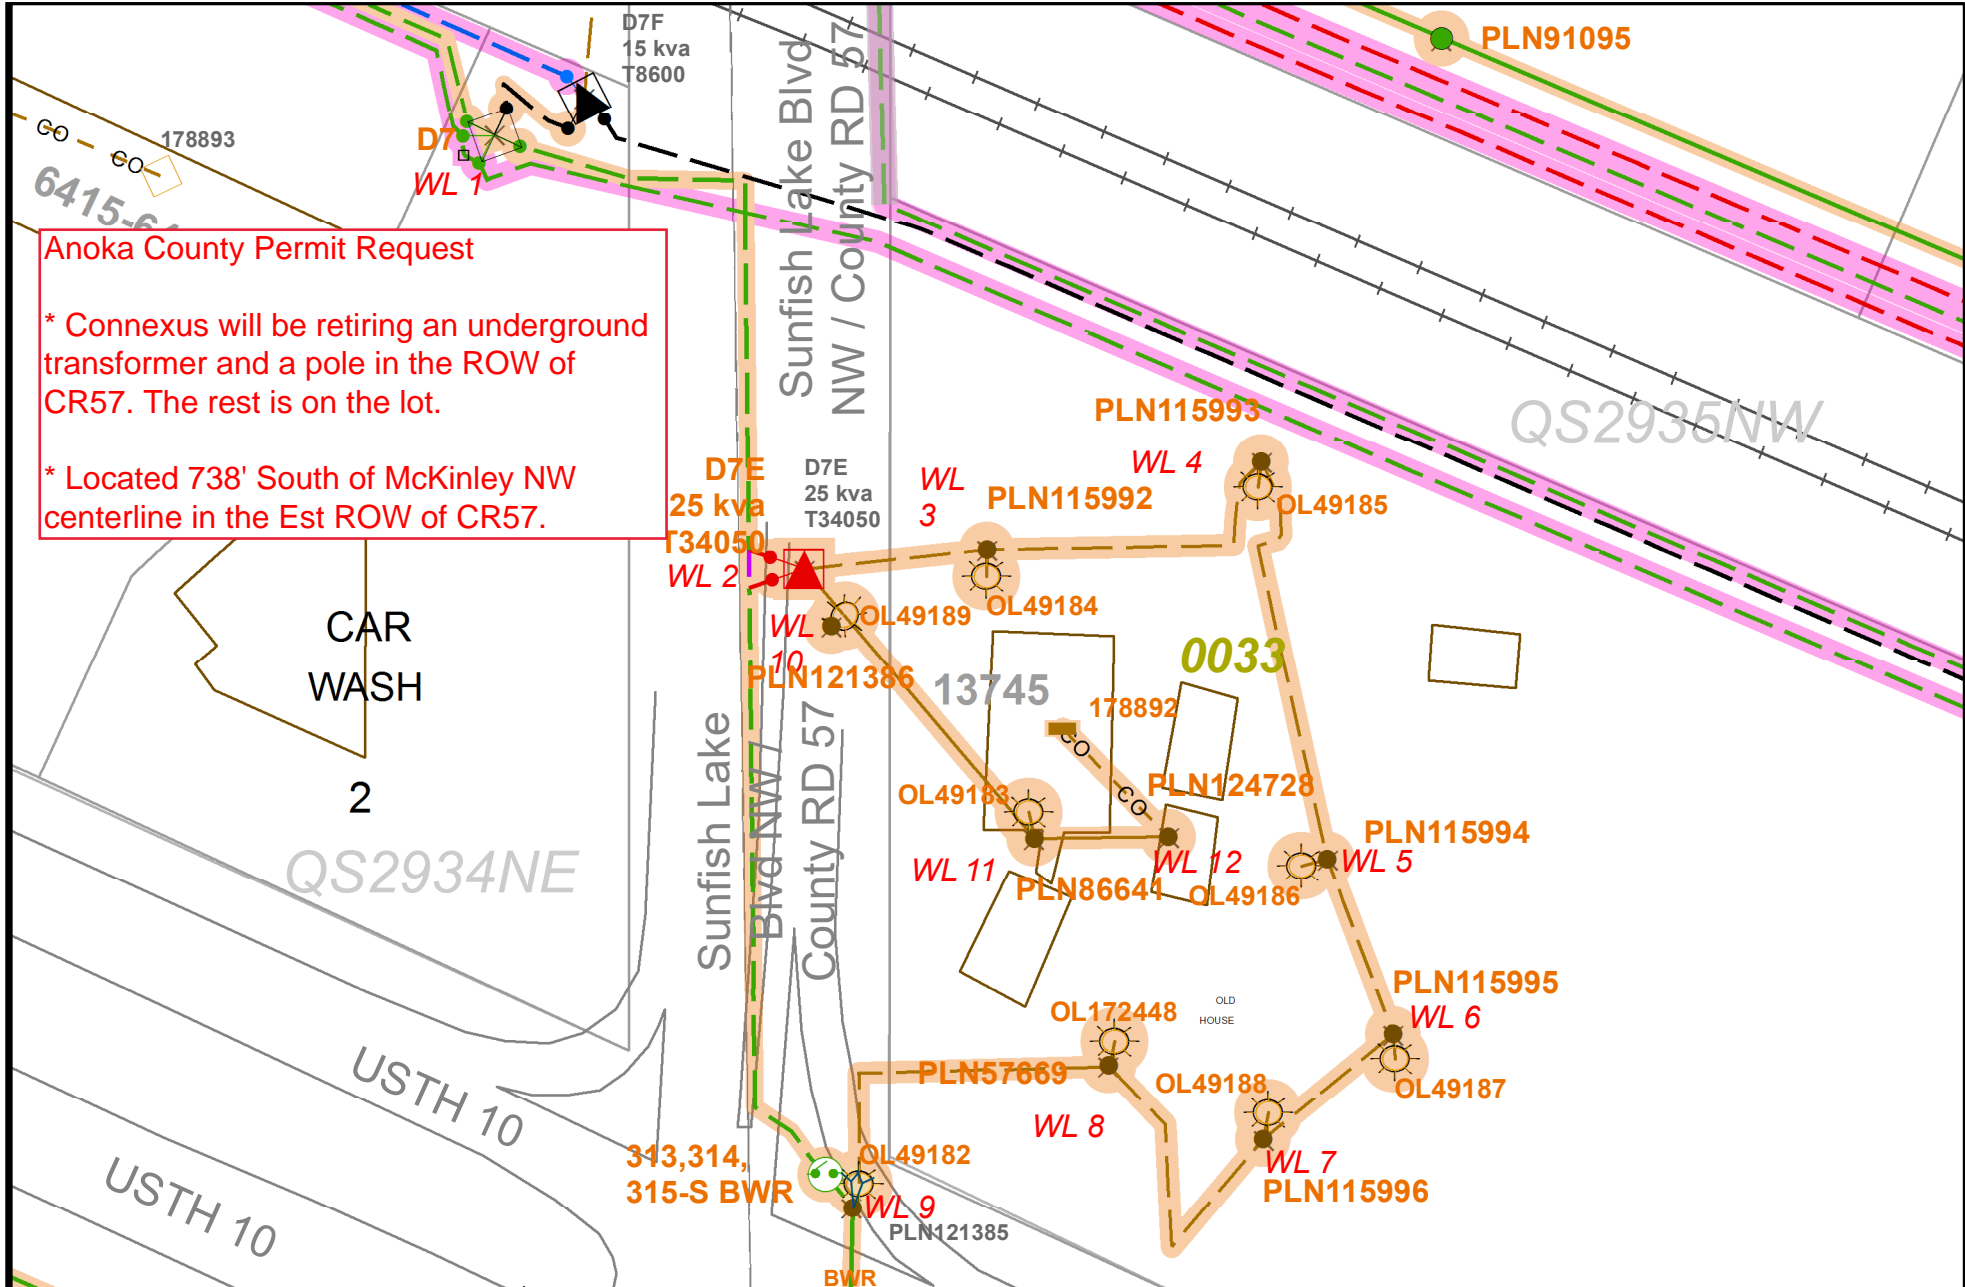 D7F
15 kva
T8600
Sunfish Lake Blvd
NW / County RD 57
PLN91095
CO
CO
178893
D7
WL 1
Anoka County Permit Request
* Connexus will be retiring an underground
transformer and a pole in the ROW of
CR57. The rest is on the lot.
* Located 738' South of McKinley NW
centerline in the Est ROW of CR57.
QS2935NW
PLN115993
WL 4
OL49185
D7E
25 kva
T34050
WL 2
D7E
25 kva
T34050
WL
3
PLN115992
OL49184
OL49189
WL
10
PLN121386
CAR
WASH
2
13745
0033
178892
CO
CO
PLN124728
OL49183
WL 11
PLN86641
WL 12
OL49186
PLN115994
WL 5
Sunfish Lake
Blvd NW /
County RD 57
QS2934NE
PLN115995
WL 6
OL49187
OLD
HOUSE
OL172448
PLN57669
WL 8
OL49188
WL 7
PLN115996
USTH 10
USTH 10
313,314,
315-S BWR
OL49182
WL 9
PLN121385
BWR